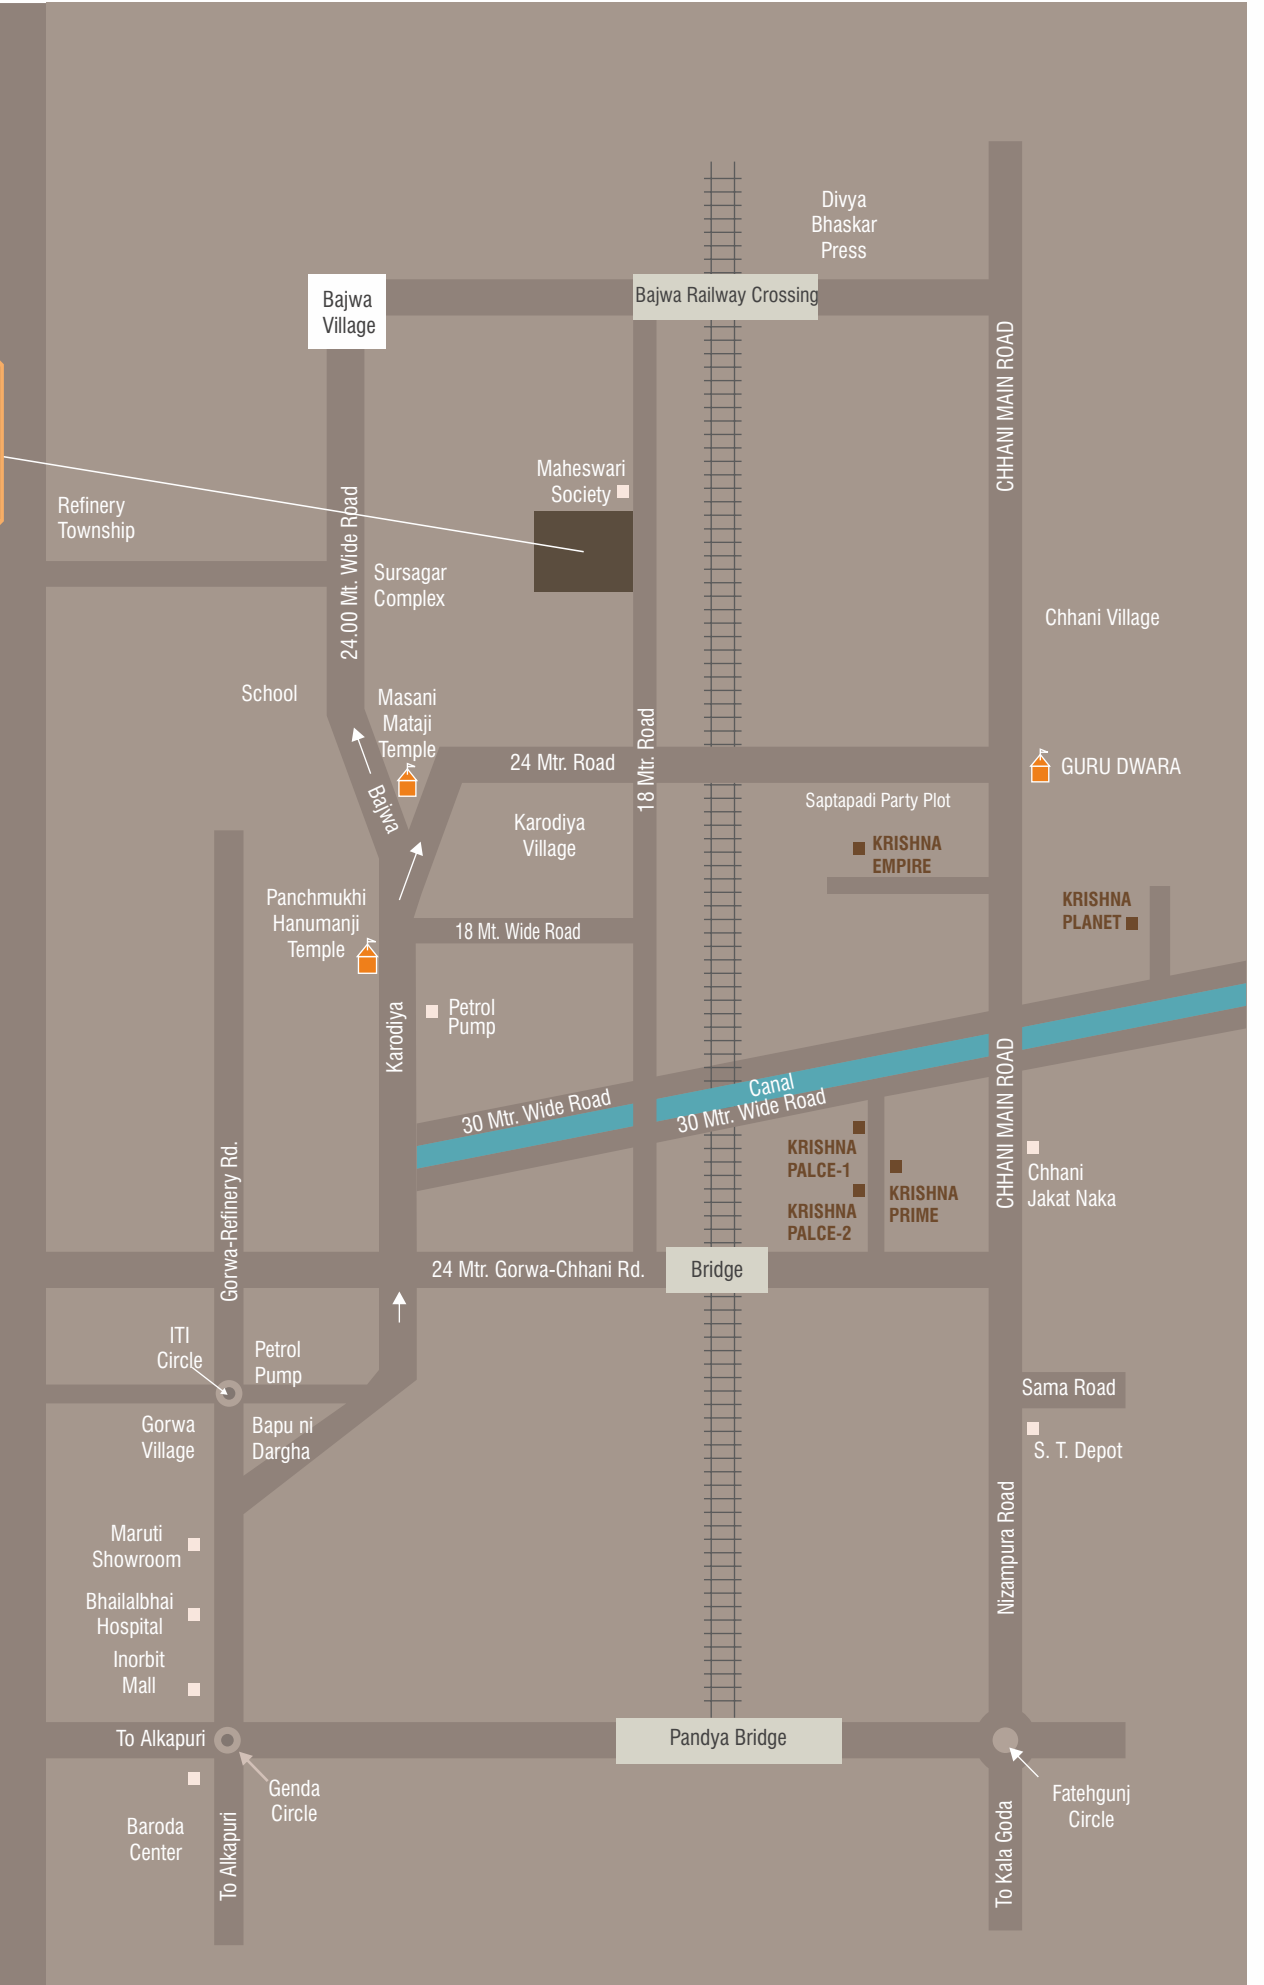 Divya
Bhaskar
Press
Bajwa
Village
Bajwa Railway Crossing
CHHANI MAIN ROAD
Maheswari
Society
Refinery
Township
24.00 Mt. Wide Road
Sursagar
Complex
Chhani Village
School
Masani
Mataji
Temple
24 Mtr. Road
18 Mtr. Road
GURU DWARA
Bajwa
Saptapadi Party Plot
Karodiya
Village
KRISHNA
EMPIRE
Panchmukhi
Hanumanji
Temple
KRISHNA
PLANET
18 Mt. Wide Road
Karodiya
Petrol
Pump
Canal
30 Mtr. Wide Road
30 Mtr. Wide Road
CHHANI MAIN ROAD
KRISHNA
PALCE-1
Chhani
Jakat Naka
KRISHNA
PRIME
KRISHNA
PALCE-2
Gorwa-Refinery Rd.
24 Mtr. Gorwa-Chhani Rd.
Bridge
ITI
Circle
Petrol
Pump
Sama Road
Gorwa
Village
Bapu ni
Dargha
S. T. Depot
Nizampura Road
Maruti
Showroom
Bhailalbhai
Hospital
Inorbit
Mall
To Alkapuri
Pandya Bridge
Genda
Circle
Fatehgunj
Circle
Baroda
Center
To Alkapuri
To Kala Goda